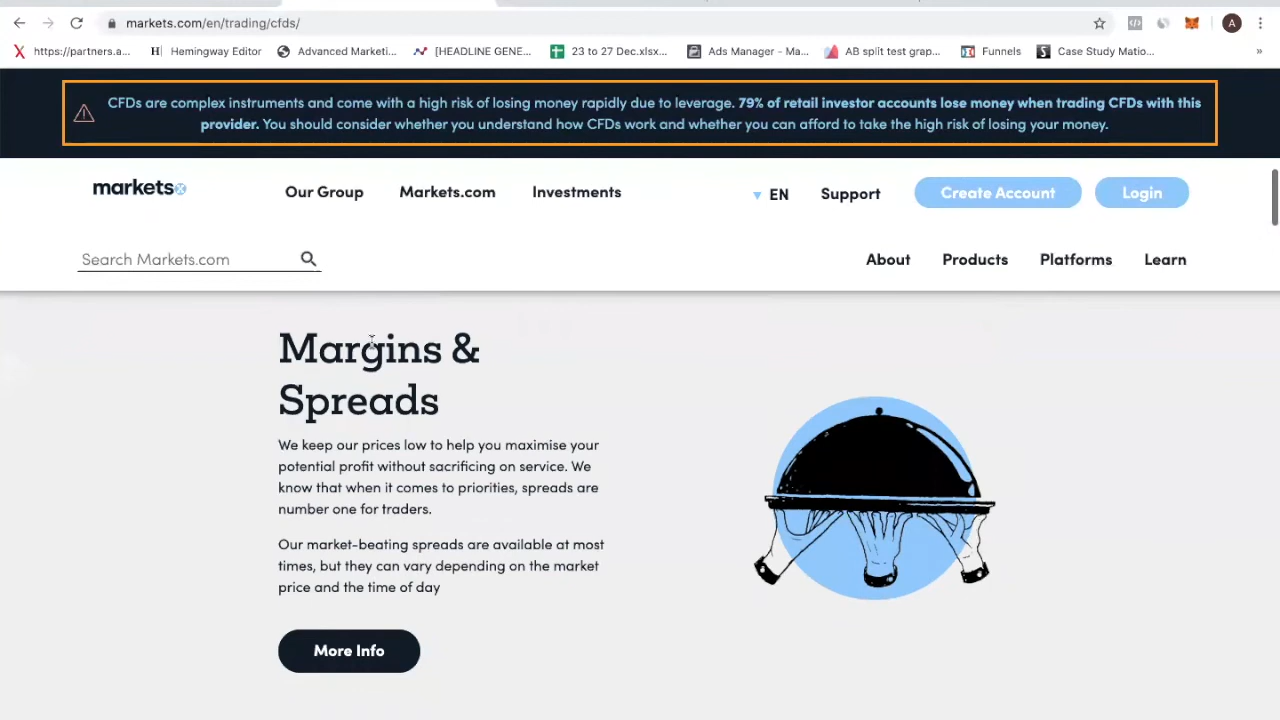 markets.com/en/trading/cfds/
A
https://partners.a...
Hemingway Editor
Advanced Marketi...
[HEADLINE GENE...
23 to 27 Dec.xlsx...
Ads Manager - Ma...
AB split test grap...
Funnels
Case Study Matio...
»
CFDs are complex instruments and come with a high risk of losing money rapidly due to leverage. 79% of retail investor accounts lose money when trading CFDs with this
provider. You should consider whether you understand how CFDs work and whether you can afford to take the high risk of losing your money.
marketsx
Our Group
Markets.com
Investments
EN
Support
Create Account
Login
Search Markets.com
About
Products
Platforms
Learn
Margins &
Spreads
We keep our prices low to help you maximise your
potential profit without sacrificing on service. We
know that when it comes to priorities, spreads are
number one for traders.
Our market-beating spreads are available at most
times, but they can vary depending on the market
price and the time of day
More Info